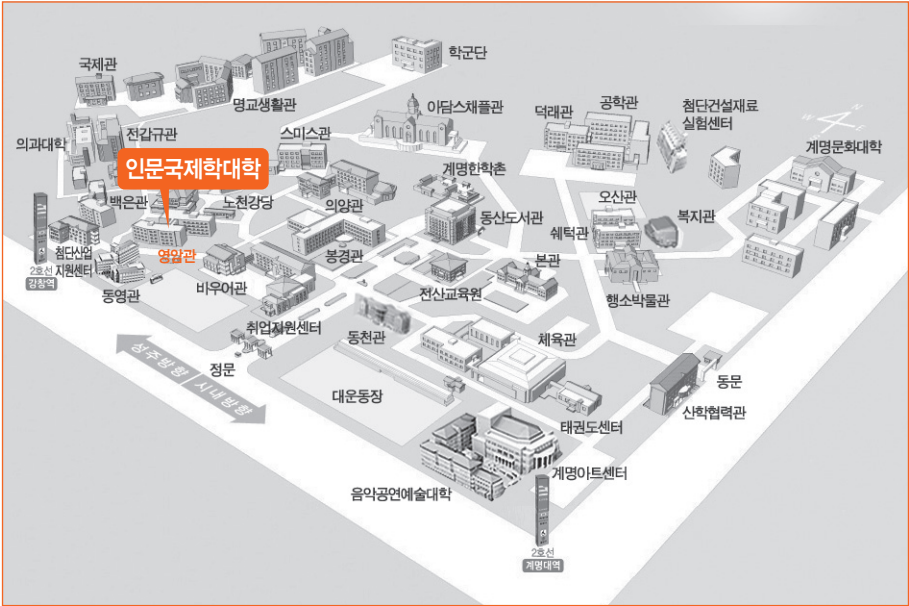 학군단
국제관
명교생활관
아담스채플관
덕래관
공학관
첨단건설재료
실험센터
N
W
E
S
의과대학
전갑규관
스미스관
계명문화대학
인문국제학대학
계명한학촌
백은관
노천강당
의양관
동산도서관
오산관
복지관
쉐턱관
첨단산업
지원센터
영암관
봉경관
본관
2호선
강창역
동영관
바우어관
전산교육원
행소박물관
취업지원센터
동천관
체육관
성주방향
시내방향
정문
대운동장
동문
산학협력관
태권도센터
계명아트센터
음악공연예술대학
2호선
계명대역